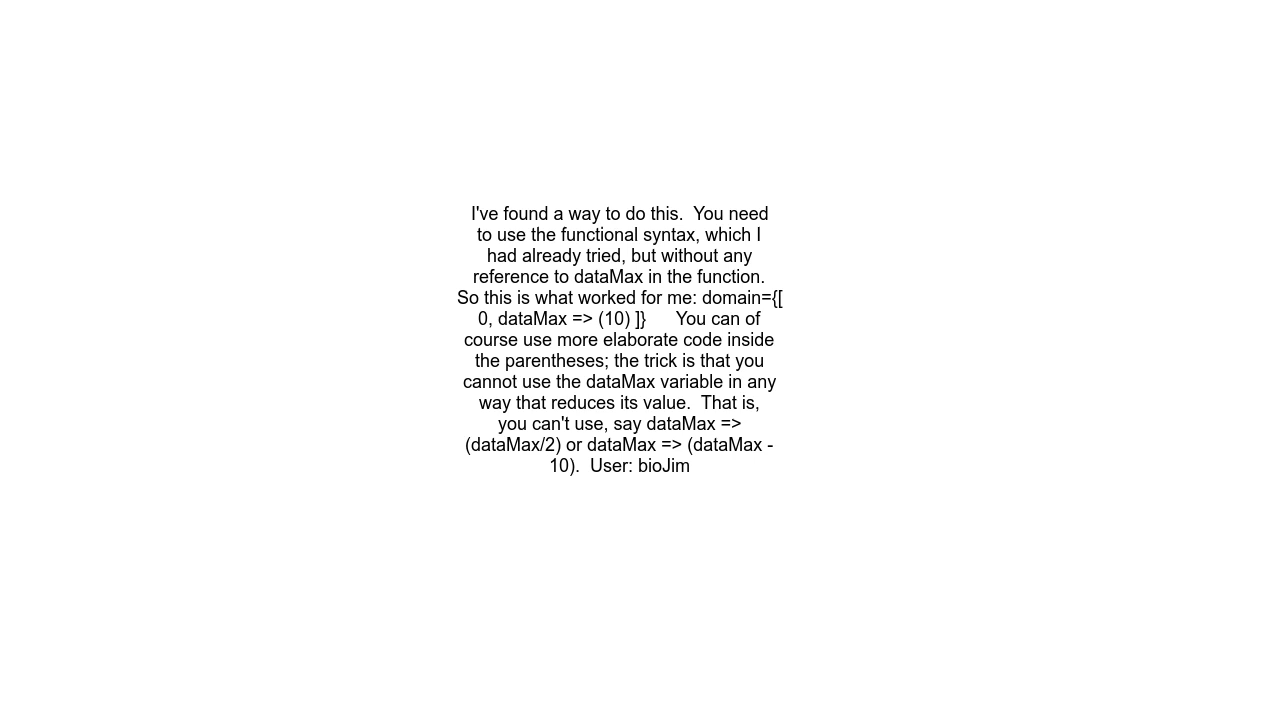 I've found a way to do this.  You need
to use the functional syntax, which I
had already tried, but without any
reference to dataMax in the function.
So this is what worked for me: domain={[
0, dataMax => (10) ]}      You can of
course use more elaborate code inside
the parentheses; the trick is that you
cannot use the dataMax variable in any
way that reduces its value.  That is,
you can't use, say dataMax =>
(dataMax/2) or dataMax => (dataMax -
10).  User: bioJim